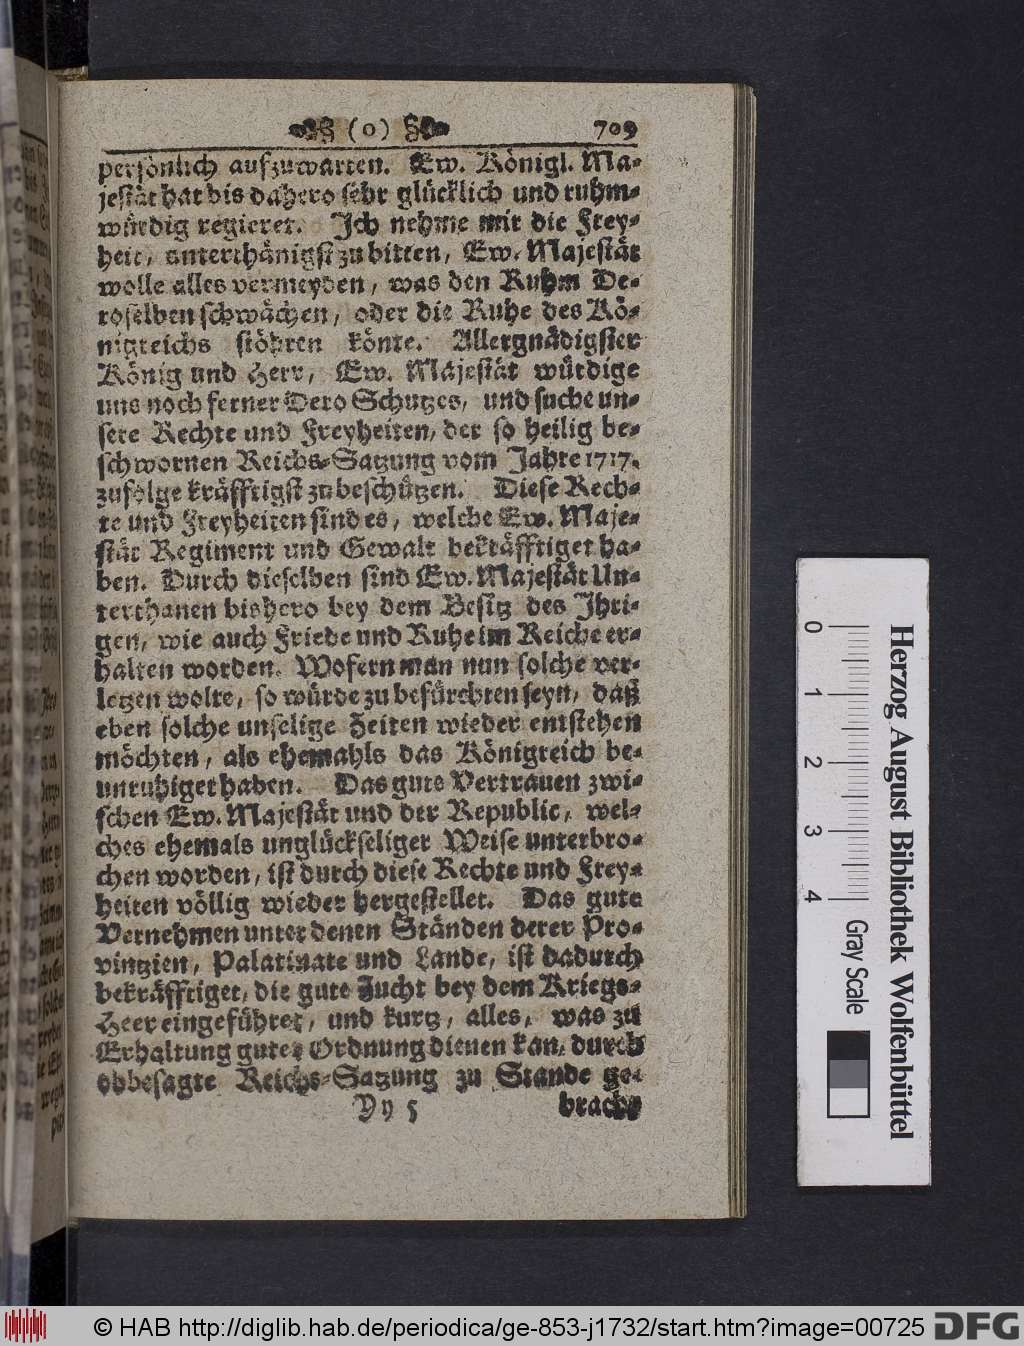 (0) 709
persönlich aufzuwarten. Ew. Königl. Ma-
jestät hat bis dahero sehr glücklich und ruhm-
würdig regieret. Ich nehme mir die Frey-
heit, unterthänigst zu bitten, Ew. Majestät
wolle alles vermeyden, was den Ruhm De-
roselben schwächen, oder die Ruhe des Kö-
nigreichs stöhren könte. Allergnädigster
König und Herr, Ew. Majestät würdige
uns noch ferner Dero Schutzes, und suche un-
sere Rechte und Freyheiten, der so heilig be-
schwornen Reichs-Satzung vom Jahre 1717.
zufolge kräfftigst zu beschützen. Diese Rech-
te und Freyheiten sind es, welche Ew. Maje-
stät Regiment und Gewalt bekräfftiget ha-
ben. Durch dieselben sind Ew. Majestät Un-
terthanen bishero bey dem Besitz des Ihri-
gen, wie auch Friede und Ruhe im Reiche er-
halten worden. Wofern man nun solche ver-
letzen wolte, so würde zu befürchten seyn, daß
eben solche unselige Zeiten wieder entstehen
möchten, als ehemahls das Königreich be-
unruhiget haben. Das gute Vertrauen zwi-
schen Ew. Majestät und der Republic, wel-
ches ehemals unglückseliger Weise unterbro-
chen worden, ist durch diese Rechte und Frey-
heiten völlig wieder hergestellet. Das gute
Vernehmen unter denen Ständen derer Pro-
vintzien, Palatinate und Lande, ist dadurch
bekräfftiget, die gute Zucht bey dem Kriegs-
Heer eingeführet, und kurtz, alles, was zu
Erhaltung guter Ordnung dienen kan, durch
obbesagte Reichs-Satzung zu Stande ge-
Yy 5 bracht
0 1 2 3 4
Gray Scale
Herzog August Bibliothek Wolfenbüttel
© HAB http://diglib.hab.de/periodica/ge-853-j1732/start.htm?image=00725
DFG